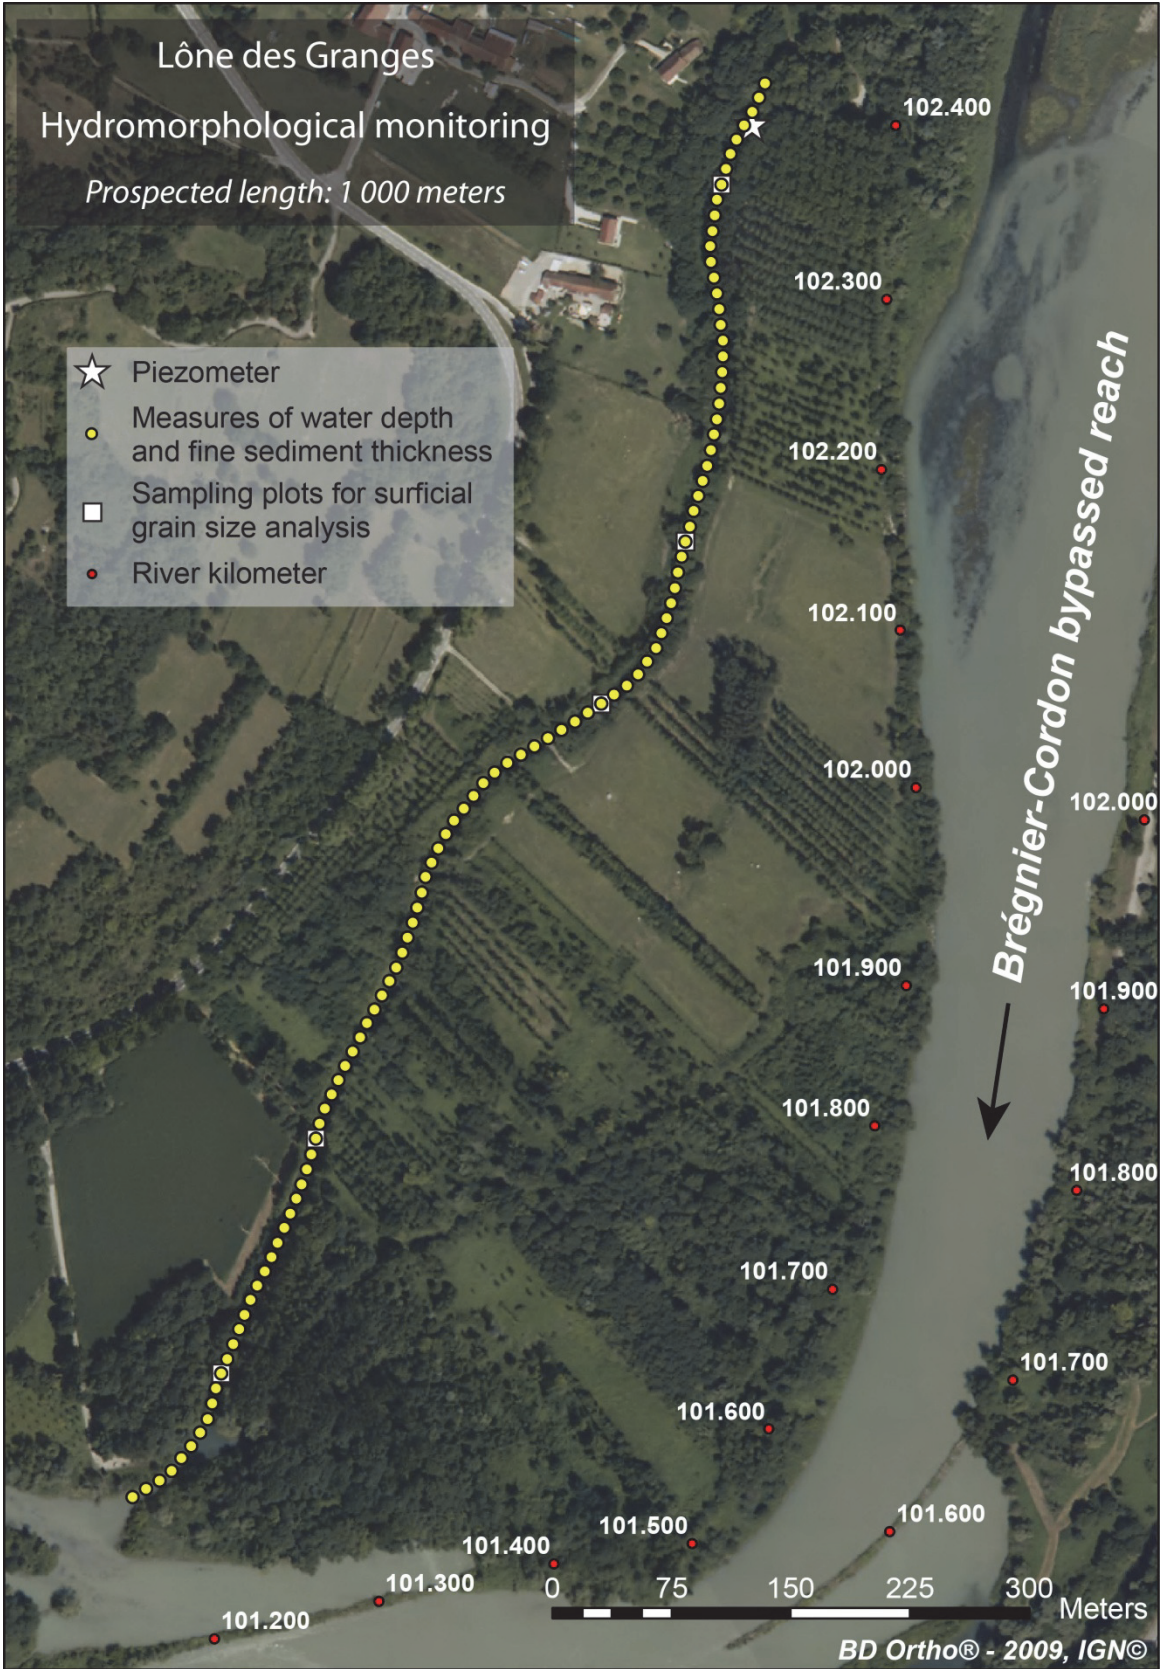 Lône des Granges
Hydromorphological monitoring
Prospected length: 1 000 meters
102.400
102.300
Piezometer
Measures of water depth
and fine sediment thickness
Sampling plots for surficial
grain size analysis
River kilometer
102.200
102.100
Brégnier-Cordon bypassed reach
102.000
102.000
101.900
101.900
101.800
101.800
101.700
101.700
101.600
101.600
101.500
101.400
101.300
101.200
0 75 150 225 300
Meters
BD Ortho® - 2009, IGN©